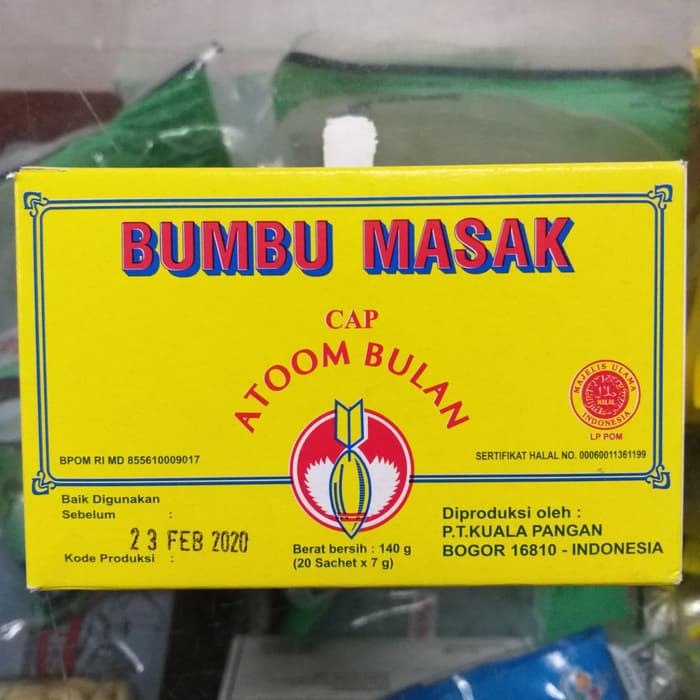 BUMBU MASAK
CAP
ATOOM BULAN
MAJELIS ULAMA
HALAL
INDONESIA
LP POM
BPOM RI MD 855610009017
SERTIFIKAT HALAL NO. 00060011361199
Baik Digunakan
Sebelum :
23 FEB 2020
Kode Produksi :
Berat bersih : 140 g
(20 Sachet x 7 g)
Diproduksi oleh :
P.T.KUALA PANGAN
BOGOR 16810 - INDONESIA